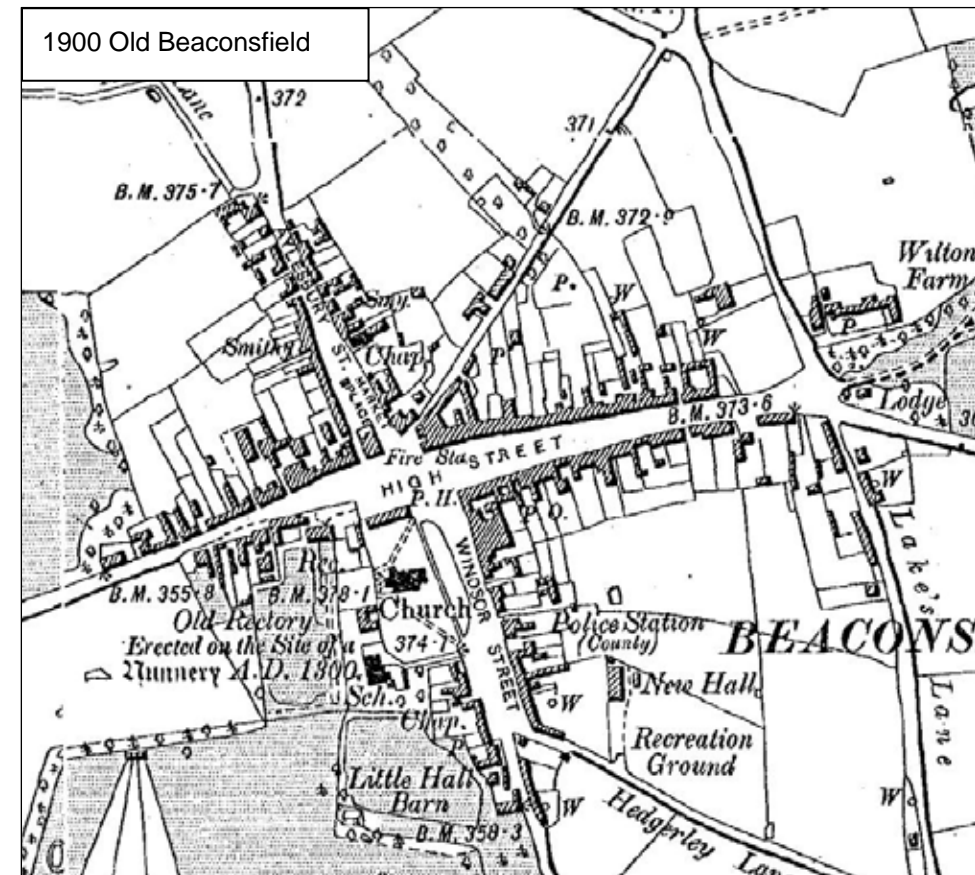 1900 Old Beaconsfield
372
371
B.M. 375·7
B.M. 372·9
Wilton
Farm
P.
W
Smy.
Smithy
Chap.
P
W
P
ST.
MARKET
PLACE
Lodge
B.M. 373·6
Fire Sta.
HIGH STREET
P.H.
P.O.
W
WINDSOR
STREET
Rec
B.M. 355·8
B.M. 378·1
Old Rectory
Erected on the Site of a
Nunnery A.D. 1300.
Church
374·7
Police Station
(County)
BEACONS
Lake's
Lane
Sch.
New Hall
W
Chap.
P
Recreation
Ground
Little Hall
Barn
W
W
Hedgerley
Lane
B.M. 358·3